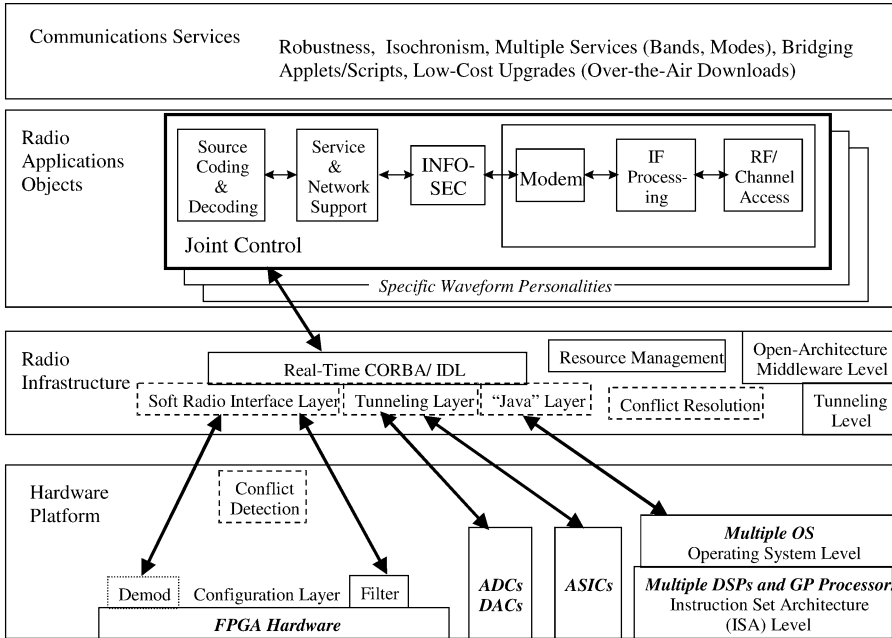 Communications Services
Robustness, Isochronism, Multiple Services (Bands, Modes), Bridging
Applets/Scripts, Low-Cost Upgrades (Over-the-Air Downloads)
Radio
Applications
Objects
Source
Coding
&
Decoding
Service
&
Network
Support
INFO-
SEC
Modem
IF
Process-
ing
RF/
Channel
Access
Joint Control
Specific Waveform Personalities
Radio
Infrastructure
Real-Time CORBA/ IDL
Resource Management
Open-Architecture
Middleware Level
Soft Radio Interface Layer
Tunneling Layer
“Java” Layer
Conflict Resolution
Tunneling
Level
Hardware
Platform
Conflict
Detection
Demod
Configuration Layer
Filter
FPGA Hardware
ADCs
DACs
ASICs
Multiple OS
Operating System Level
Multiple DSPs and GP Processor
Instruction Set Architecture
(ISA) Level